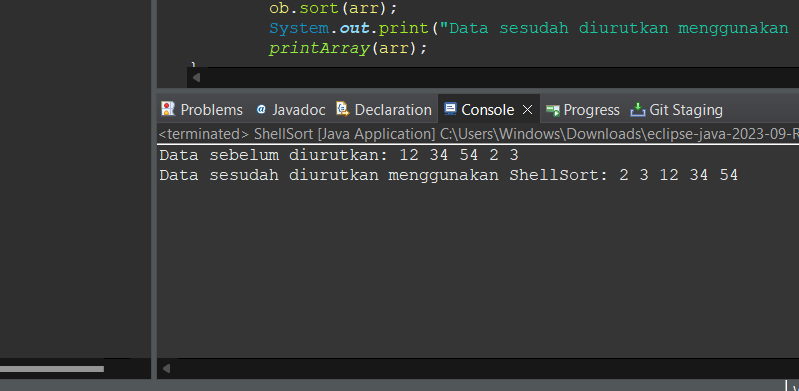 ob.sort(arr);
System.out.print("Data sesudah diurutkan menggunakan
printArray(arr);
}
Problems @ Javadoc Declaration Console Progress Git Staging
<terminated> ShellSort [Java Application] C:\Users\Windows\Downloads\eclipse-java-2023-09-R
Data sebelum diurutkan: 12 34 54 2 3
Data sesudah diurutkan menggunakan ShellSort: 2 3 12 34 54